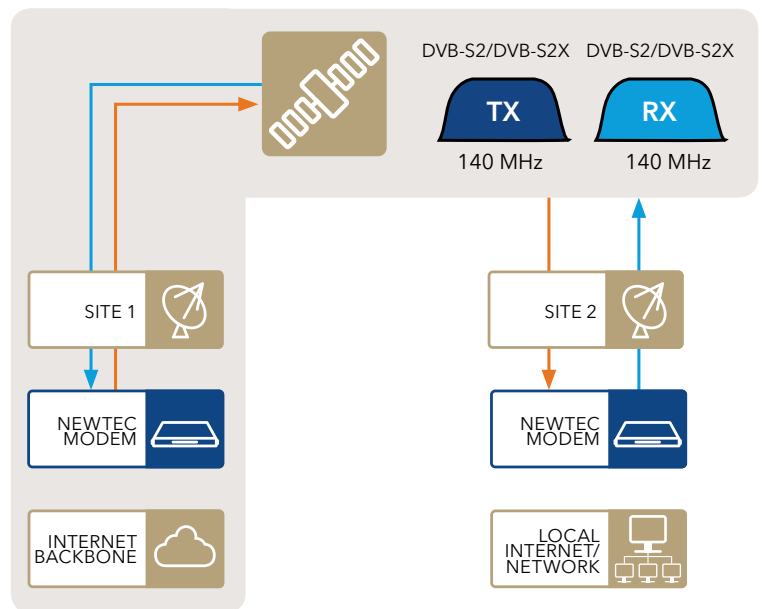 DVB-S2/DVB-S2X DVB-S2/DVB-S2X
TX RX
140 MHz 140 MHz
SITE 1
SITE 2
NEWTEC
MODEM
NEWTEC
MODEM
INTERNET
BACKBONE
LOCAL
INTERNET/
NETWORK